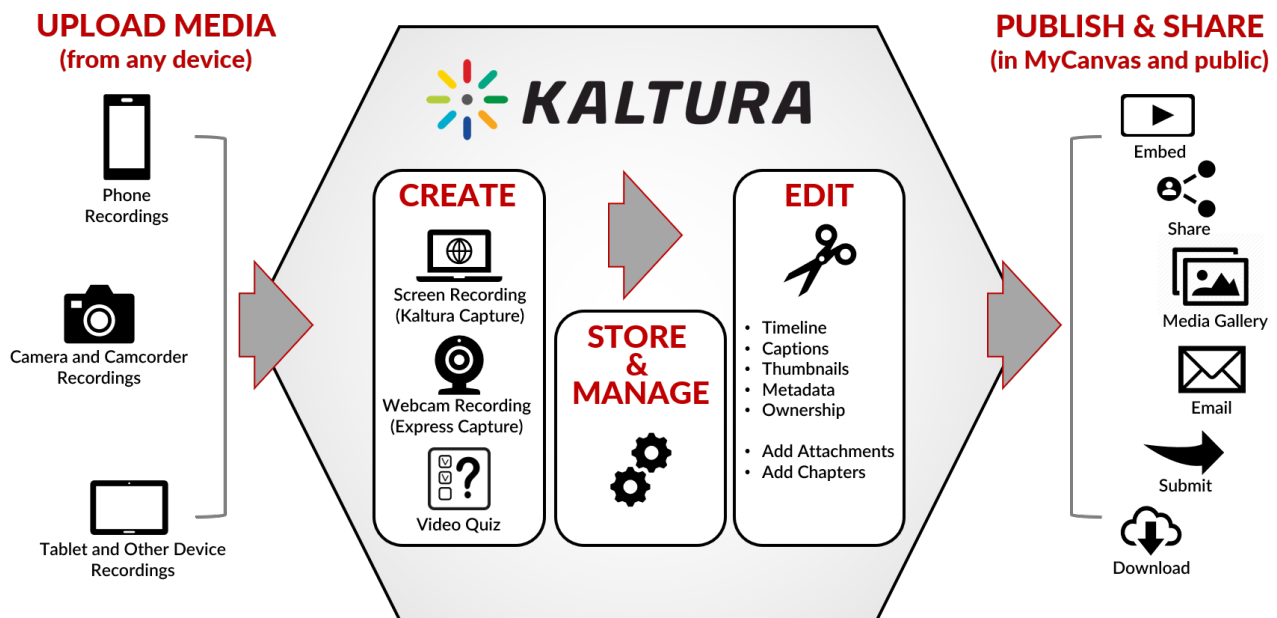 UPLOAD MEDIA
(from any device)
Phone
Recordings
Camera and Camcorder
Recordings
Tablet and Other Device
Recordings
KALTURA
CREATE
Screen Recording
(Kaltura Capture)
Webcam Recording
(Express Capture)
Video Quiz
STORE
&
MANAGE
EDIT
• Timeline
• Captions
• Thumbnails
• Metadata
• Ownership
• Add Attachments
• Add Chapters
PUBLISH & SHARE
(in MyCanvas and public)
Embed
Share
Media Gallery
Email
Submit
Download